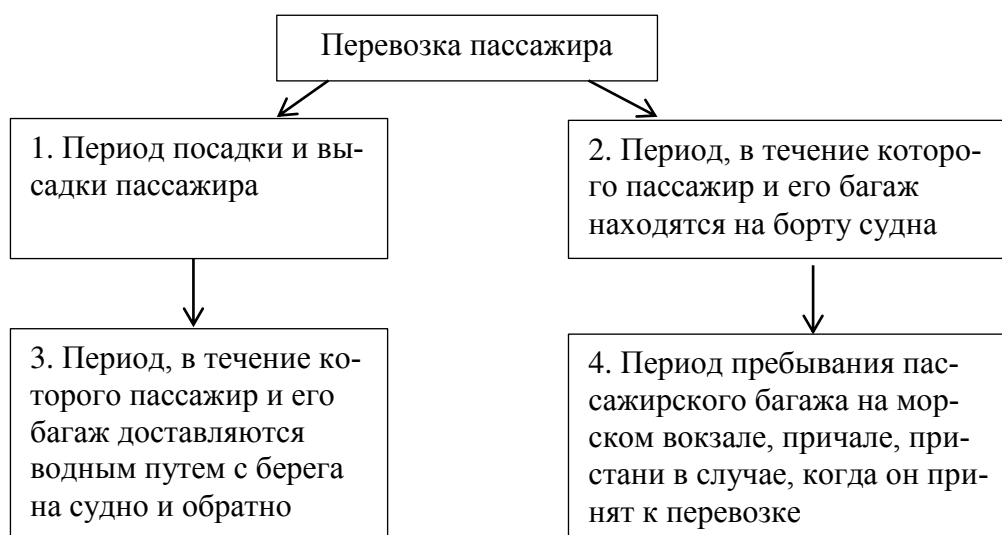 Перевозка пассажира
1. Период посадки и вы-
садки пассажира
2. Период, в течение которо-
го пассажир и его багаж
находятся на борту судна
3. Период, в течение ко-
торого пассажир и его
багаж доставляются
водным путем с берега
на судно и обратно
4. Период пребывания пас-
сажирского багажа на мор-
ском вокзале, причале, при-
стани в случае, когда он при-
нят к перевозке